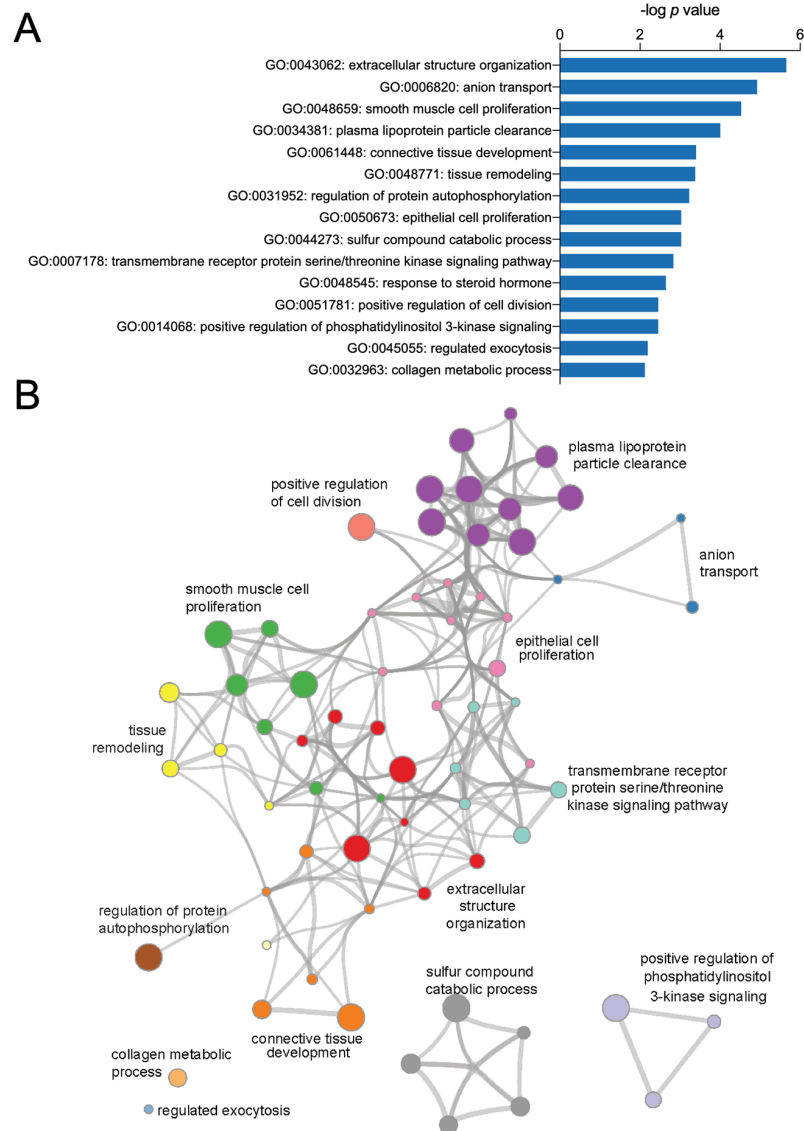 A
-log p value
0 2 4 6
GO:0043062: extracellular structure organization
GO:0006820: anion transport
GO:0048659: smooth muscle cell proliferation
GO:0034381: plasma lipoprotein particle clearance
GO:0061448: connective tissue development
GO:0048771: tissue remodeling
GO:0031952: regulation of protein autophosphorylation
GO:0050673: epithelial cell proliferation
GO:0044273: sulfur compound catabolic process
GO:0007178: transmembrane receptor protein serine/threonine kinase signaling pathway
GO:0048545: response to steroid hormone
GO:0051781: positive regulation of cell division
GO:0014068: positive regulation of phosphatidylinositol 3-kinase signaling
GO:0045055: regulated exocytosis
GO:0032963: collagen metabolic process
B
plasma lipoprotein
particle clearance
positive regulation
of cell division
anion
transport
smooth muscle cell
proliferation
epithelial cell
proliferation
tissue
remodeling
transmembrane receptor
protein serine/threonine
kinase signaling pathway
extracellular
structure
organization
regulation of protein
autophosphorylation
sulfur compound
catabolic process
positive regulation of
phosphatidylinositol
3-kinase signaling
connective tissue
development
collagen metabolic
process
regulated exocytosis